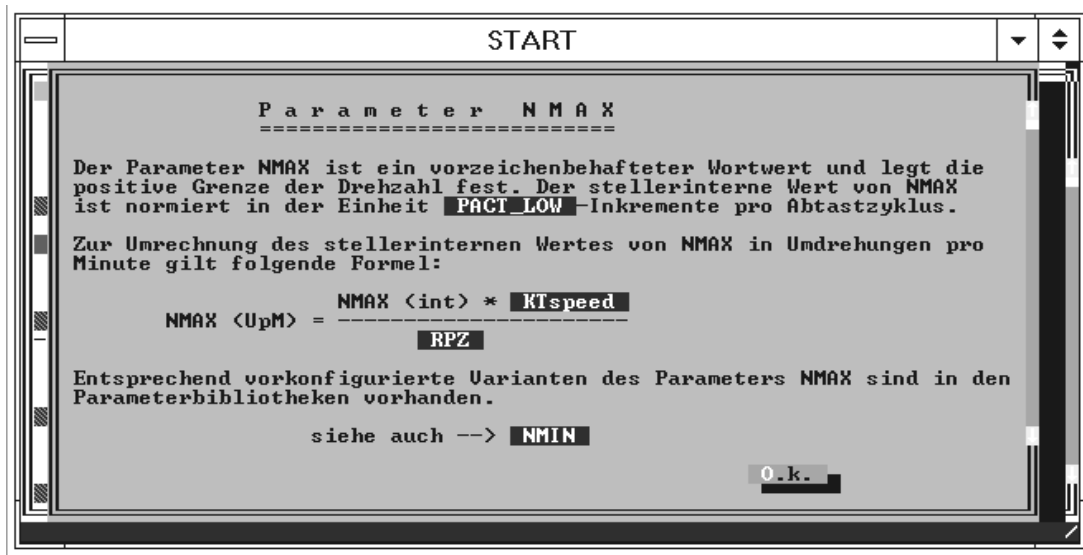 START
P a r a m e t e r   N M A X
===========================
Der Parameter NMAX ist ein vorzeichenbehafteter Wortwert und legt die
positive Grenze der Drehzahl fest. Der stellerinterne Wert von NMAX
ist normiert in der Einheit PACT_LOW -Inkremente pro Abtastzyklus.
Zur Umrechnung des stellerinternen Wertes von NMAX in Umdrehungen pro
Minute gilt folgende Formel:
NMAX (int) * KTspeed
NMAX (UpM) = ----------------------
RPZ
Entsprechend vorkonfigurierte Varianten des Parameters NMAX sind in den
Parameterbibliotheken vorhanden.
siehe auch --> NMIN
O.k.